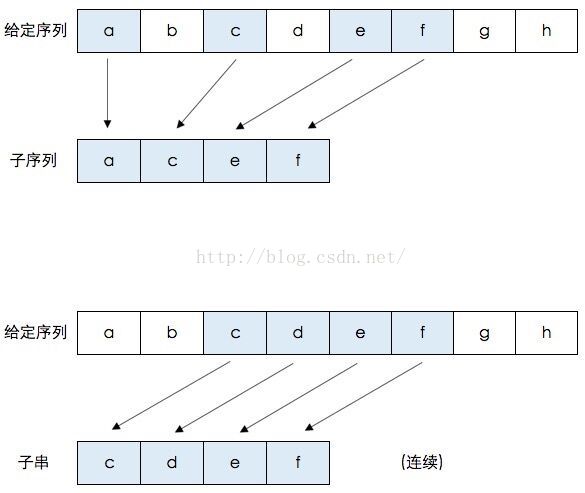 给定序列 a b c d e f g h
子序列 a c e f
http://blog.csdn.net/
给定序列 a b c d e f g h
子串 c d e f (连续)